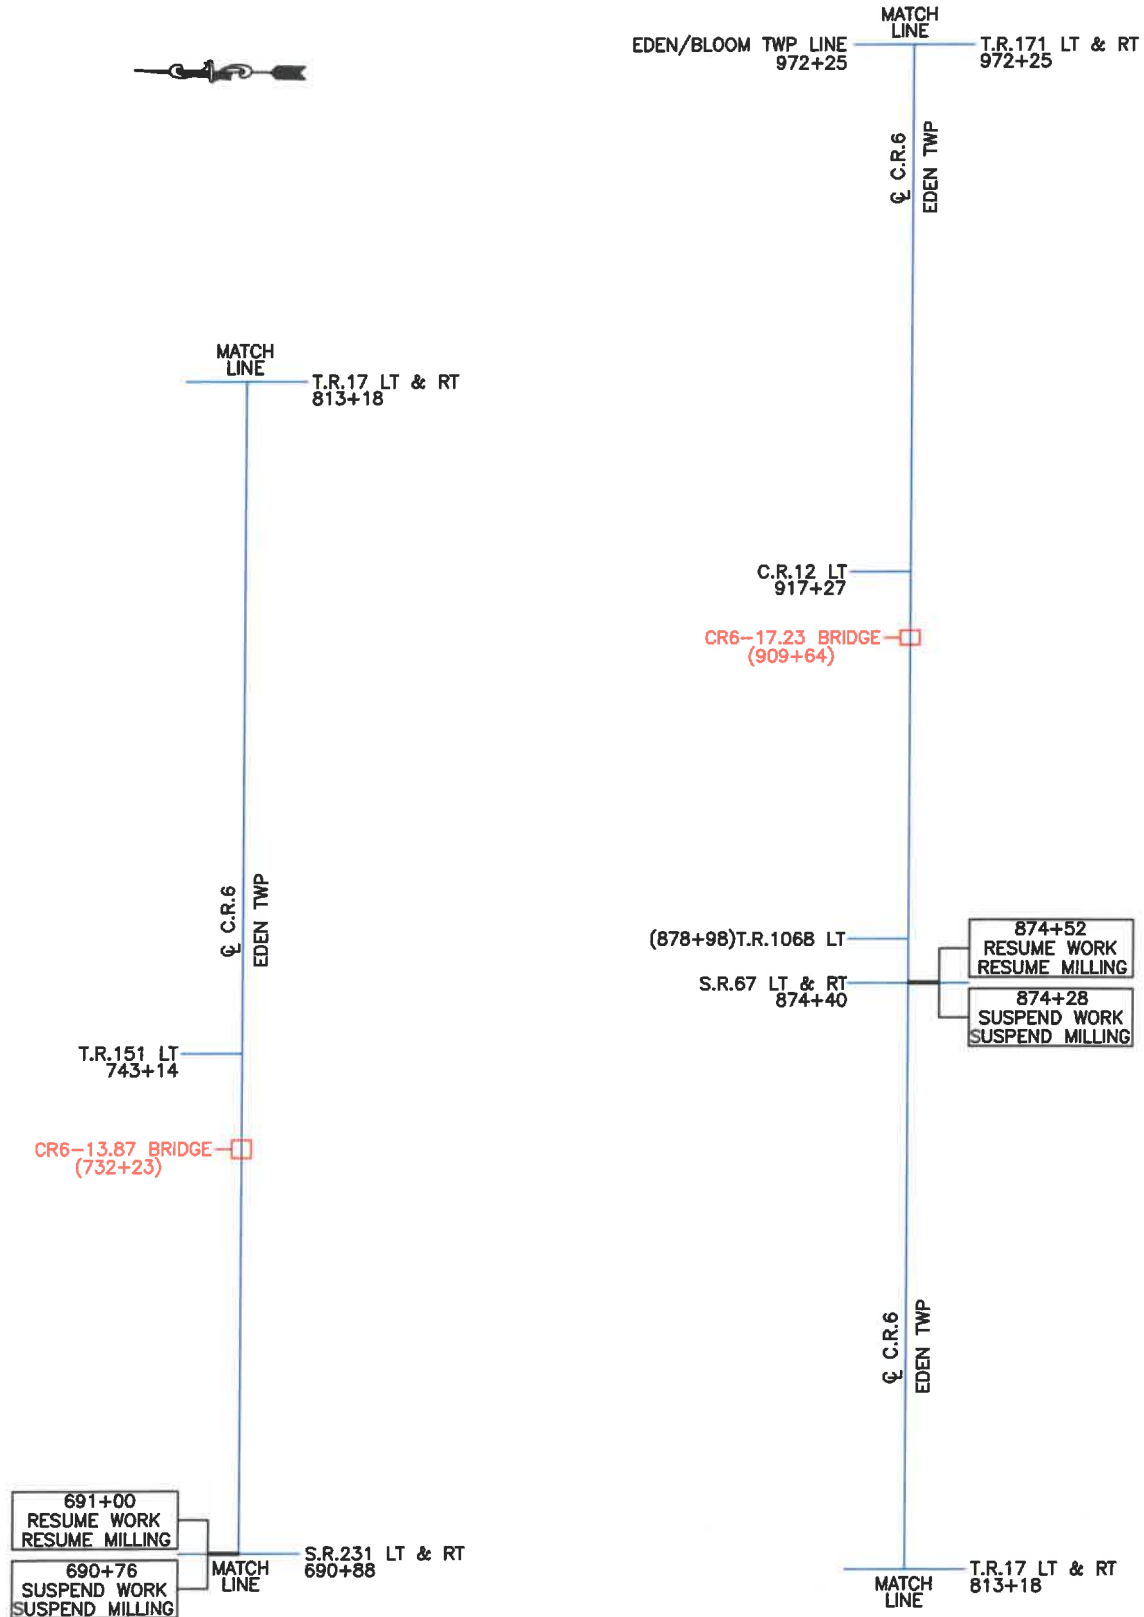 MATCH
LINE
T.R.17 LT & RT
813+18
℄ C.R.6
EDEN TWP
T.R.151 LT
743+14
CR6-13.87 BRIDGE
(732+23)
691+00
RESUME WORK
RESUME MILLING
690+76
SUSPEND WORK
SUSPEND MILLING
MATCH
LINE
S.R.231 LT & RT
690+88
MATCH
LINE
EDEN/BLOOM TWP LINE
972+25
T.R.171 LT & RT
972+25
℄ C.R.6
EDEN TWP
C.R.12 LT
917+27
CR6-17.23 BRIDGE
(909+64)
(878+98)T.R.1068 LT
S.R.67 LT & RT
874+40
874+52
RESUME WORK
RESUME MILLING
874+28
SUSPEND WORK
SUSPEND MILLING
℄ C.R.6
EDEN TWP
MATCH
LINE
T.R.17 LT & RT
813+18